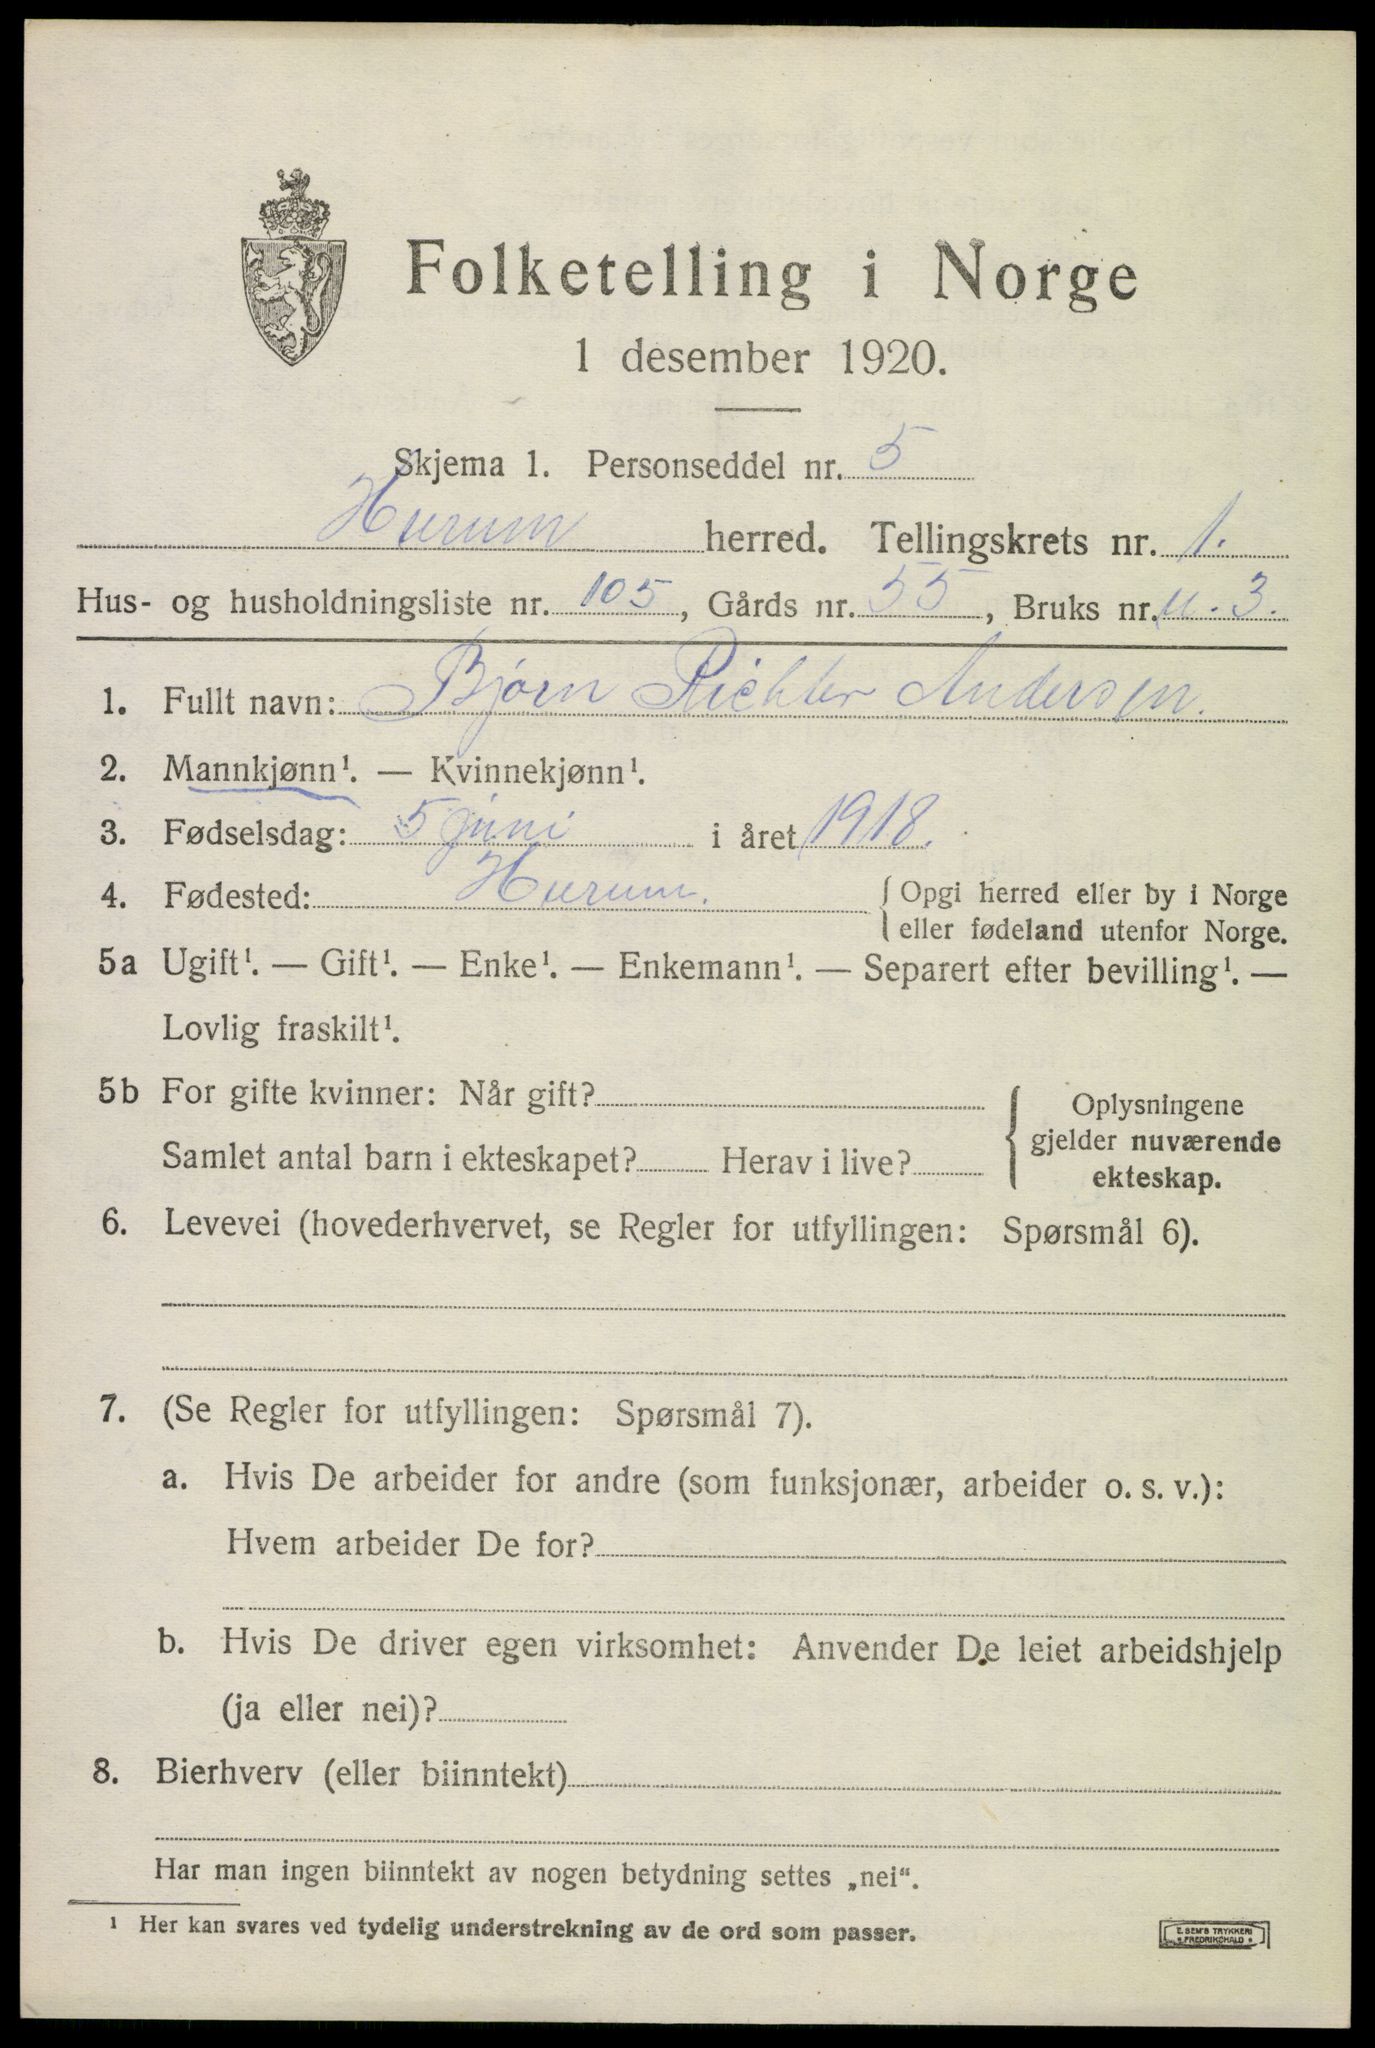 Folketelling i Norge
1 desember 1920.
Skjema 1. Personseddel nr. 5
Hurum herred. Tellingskrets nr. 1.
Hus- og husholdningsliste nr. 105, Gårds nr. 55, Bruks nr. u. 3.
1. Fullt navn: Bjørn Richter Andersen.
2. Mannkjønn¹. — Kvinnekjønn¹.
3. Fødselsdag: 5 juni i året 1918.
4. Fødested: Hurum. Opgi herred eller by i Norge
eller fødeland utenfor Norge.
5a Ugift¹. — Gift¹. — Enke¹. — Enkemann¹. — Separert efter bevilling¹. —
Lovlig fraskilt¹.
5b For gifte kvinner: Når gift?
Samlet antal barn i ekteskapet? Herav i live?
Oplysningene
gjelder nuværende
ekteskap.
6. Levevei (hovederhvervet, se Regler for utfyllingen: Spørsmål 6).
7. (Se Regler for utfyllingen: Spørsmål 7).
a. Hvis De arbeider for andre (som funksjonær, arbeider o. s. v.):
Hvem arbeider De for?
b. Hvis De driver egen virksomhet: Anvender De leiet arbeidshjelp
(ja eller nei)?
8. Bierhverv (eller biinntekt)
Har man ingen biinntekt av nogen betydning settes „nei“.
¹ Her kan svares ved tydelig understrekning av de ord som passer.
E. SEM'S TRYKKERI
FREDRIKSHALD